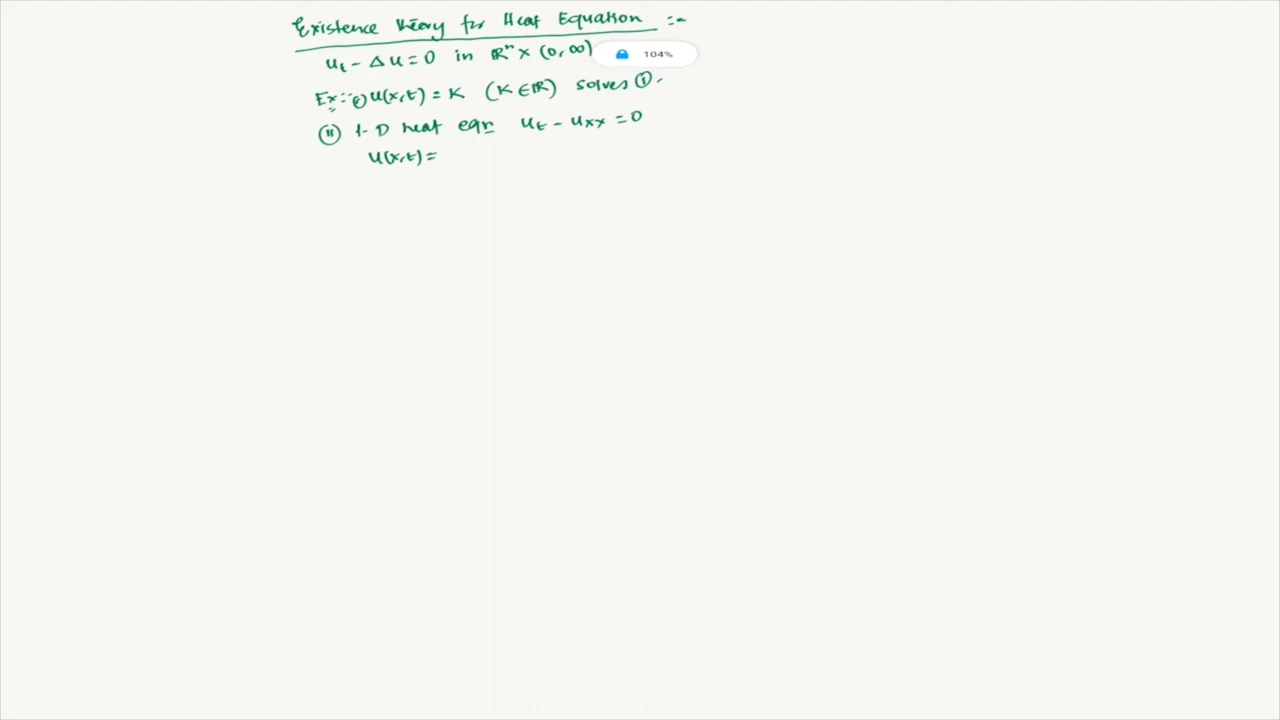 Existence theory for Heat Equation :-
u_t - Δu = 0 in ℝⁿ × (0, ∞)
104%
Ex:- (i) u(x,t) = K (K ∈ ℝ) solves ①.
(ii) 1-D heat eqn u_t - u_xx = 0
u(x,t) =